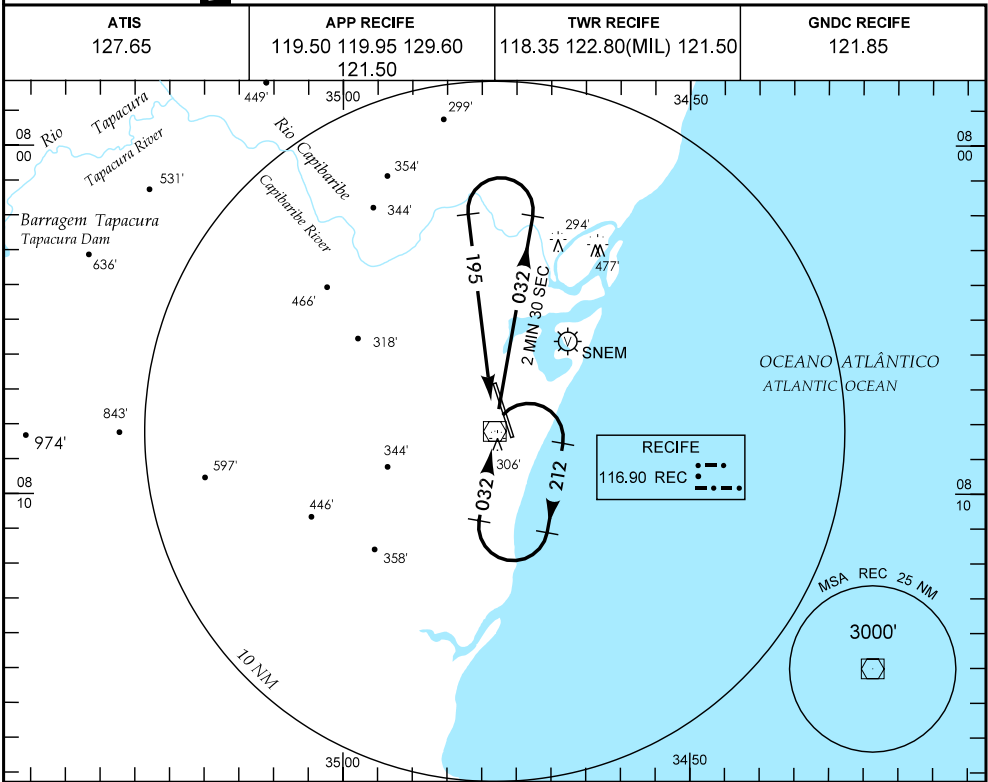 ATIS
127.65
APP RECIFE
119.50 119.95 129.60
121.50
TWR RECIFE
118.35 122.80(MIL) 121.50
GNDC RECIFE
121.85
449'
35 00
299'
34 50
08
00
08
00
Rio Tapacura
Tapacura River
Rio Capibaribe
Capibaribe River
354'
531'
344'
Barragem Tapacura
Tapacura Dam
636'
294'
477'
195
032
2 MIN 30 SEC
466'
318'
SNEM
OCEANO ATLÂNTICO
ATLANTIC OCEAN
843'
974'
597'
344'
306'
032
212
RECIFE
116.90 REC
446'
358'
08
10
08
10
10 NM
MSA REC 25 NM
3000'
35 00
34 50